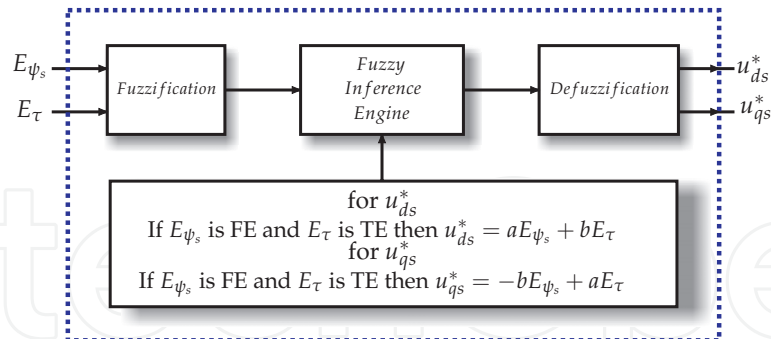 E_{ψ_s}
E_τ
Fuzzification
Fuzzy
Inference
Engine
Defuzzification
u*_{ds}
u*_{qs}
for u*_{ds}
If E_{ψ_s} is FE and E_τ is TE then u*_{ds} = aE_{ψ_s} + bE_τ
for u*_{qs}
If E_{ψ_s} is FE and E_τ is TE then u*_{qs} = −bE_{ψ_s} + aE_τ